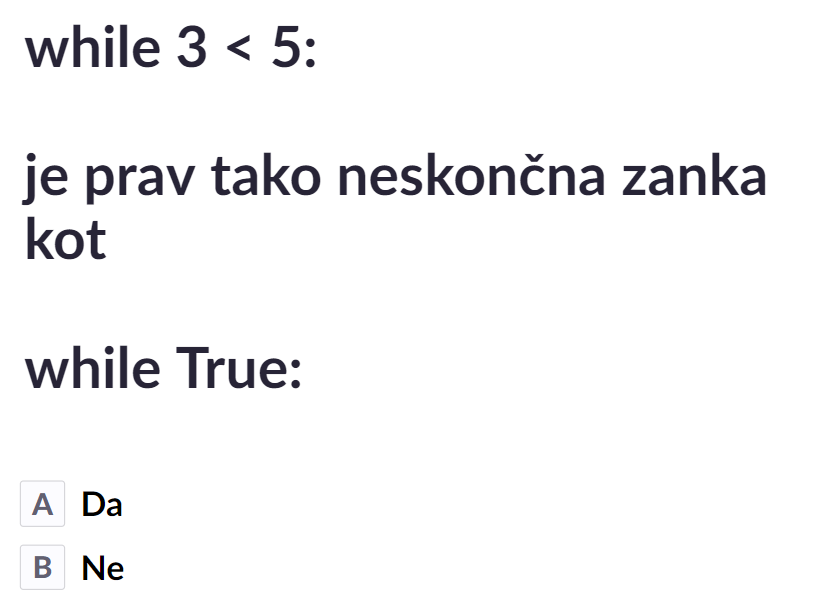 while 3 < 5:
je prav tako neskončna zanka
kot
while True:
A Da
B Ne